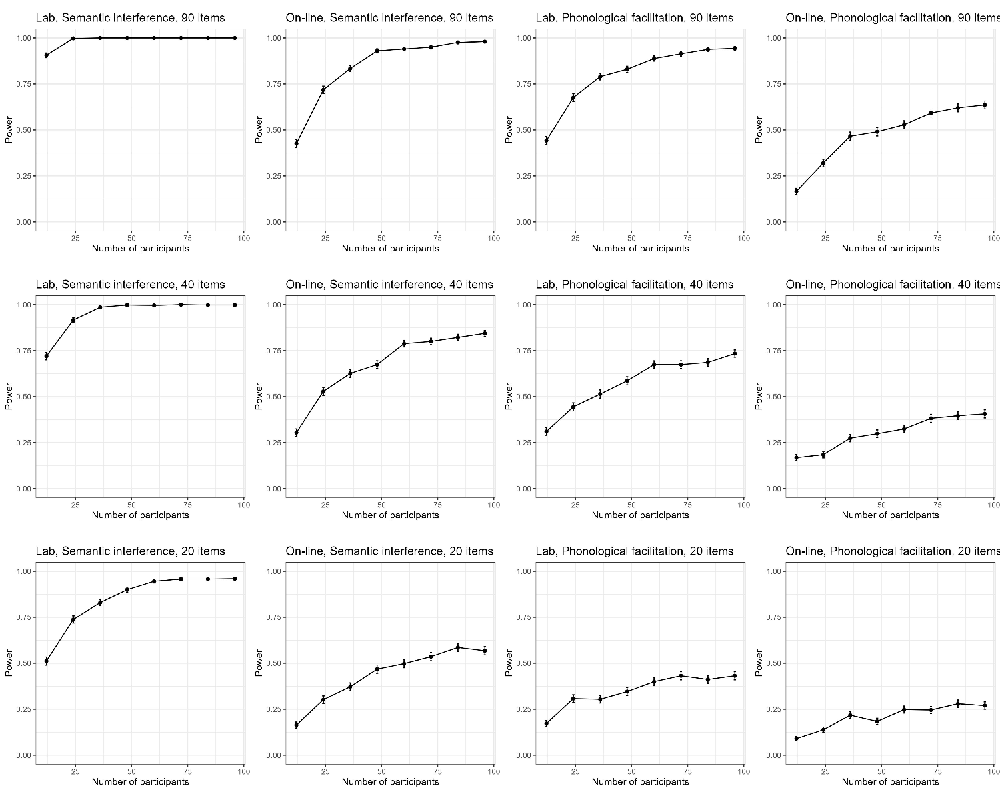 Lab, Semantic interference, 90 items
1.00
0.75
0.50
0.25
0.00
Power
25 50 75 100
Number of participants
On-line, Semantic interference, 90 items
1.00
0.75
0.50
0.25
0.00
Power
25 50 75 100
Number of participants
Lab, Phonological facilitation, 90 items
1.00
0.75
0.50
0.25
0.00
Power
25 50 75 100
Number of participants
On-line, Phonological facilitation, 90 items
1.00
0.75
0.50
0.25
0.00
Power
25 50 75 100
Number of participants
Lab, Semantic interference, 40 items
1.00
0.75
0.50
0.25
0.00
Power
25 50 75 100
Number of participants
On-line, Semantic interference, 40 items
1.00
0.75
0.50
0.25
0.00
Power
25 50 75 100
Number of participants
Lab, Phonological facilitation, 40 items
1.00
0.75
0.50
0.25
0.00
Power
25 50 75 100
Number of participants
On-line, Phonological facilitation, 40 items
1.00
0.75
0.50
0.25
0.00
Power
25 50 75 100
Number of participants
Lab, Semantic interference, 20 items
1.00
0.75
0.50
0.25
0.00
Power
25 50 75 100
Number of participants
On-line, Semantic interference, 20 items
1.00
0.75
0.50
0.25
0.00
Power
25 50 75 100
Number of participants
Lab, Phonological facilitation, 20 items
1.00
0.75
0.50
0.25
0.00
Power
25 50 75 100
Number of participants
On-line, Phonological facilitation, 20 items
1.00
0.75
0.50
0.25
0.00
Power
25 50 75 100
Number of participants